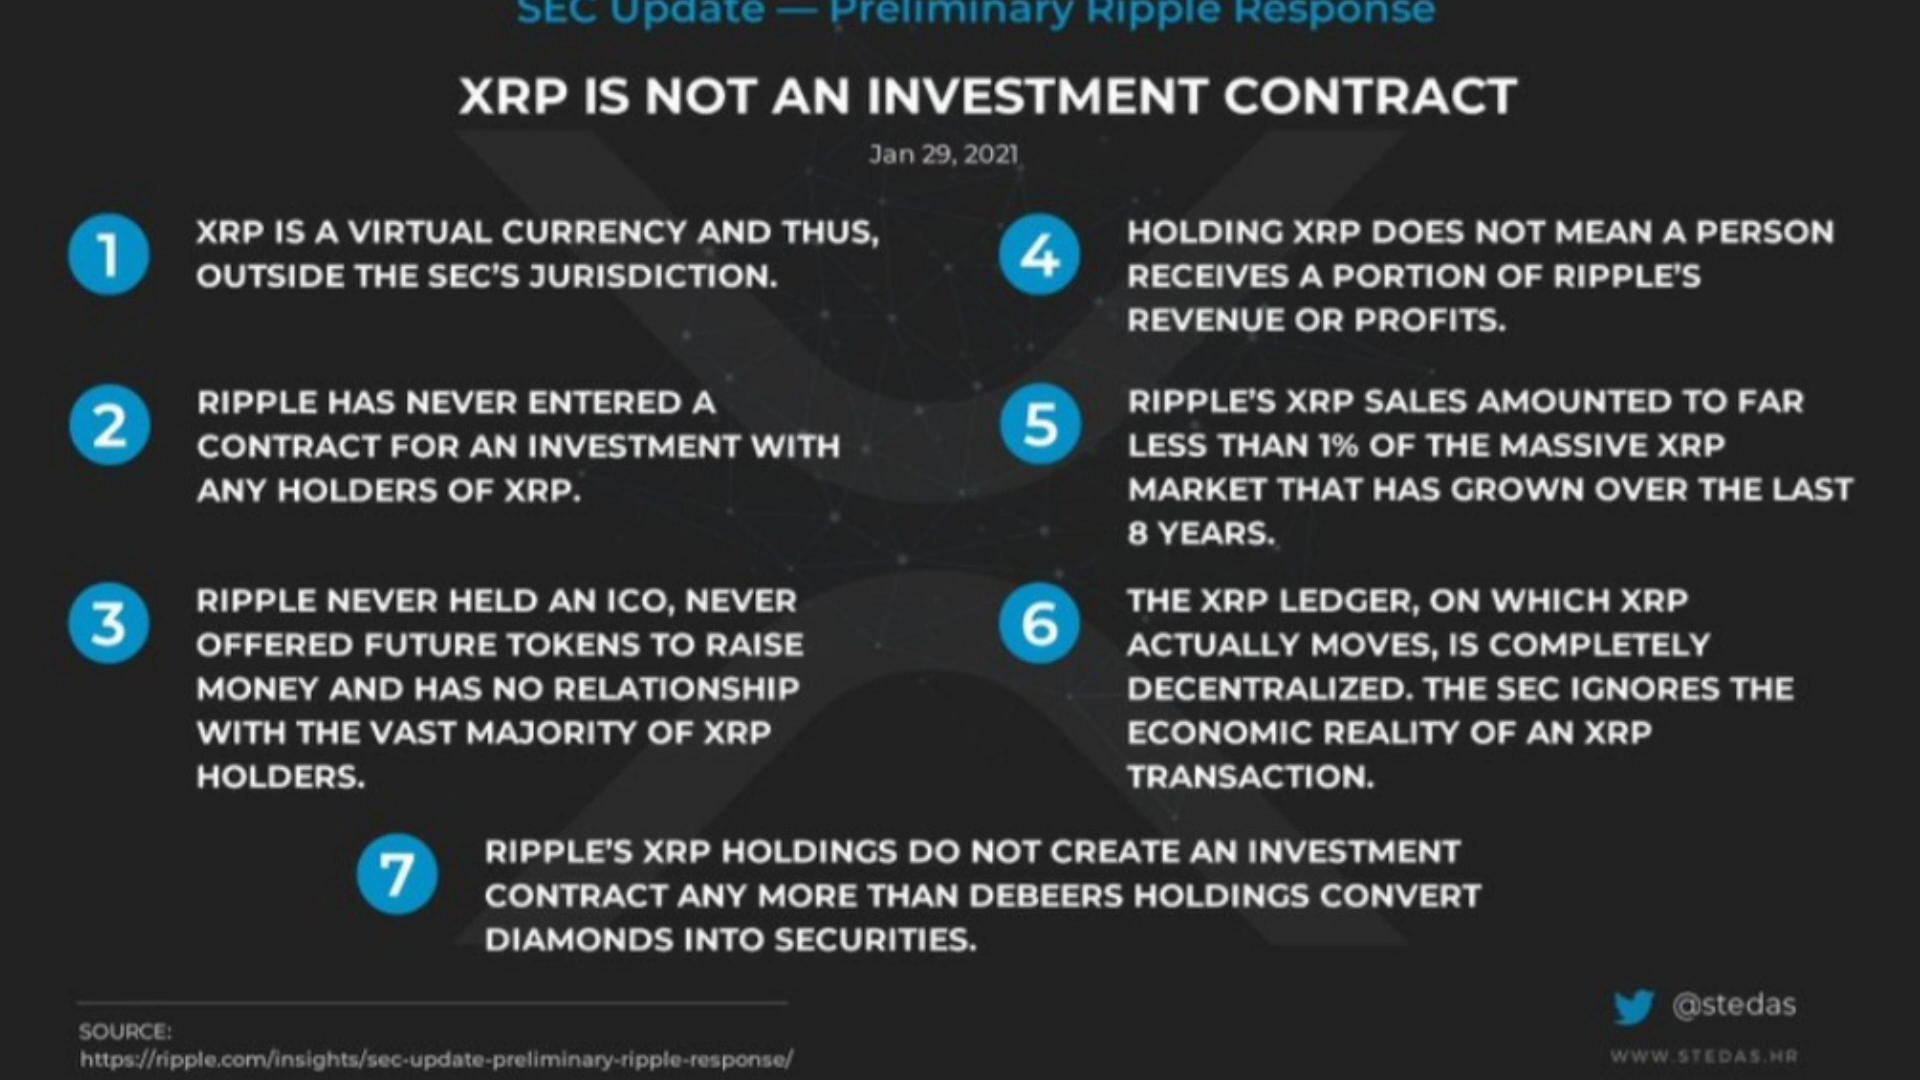 SEC Update — Preliminary Ripple Response
XRP IS NOT AN INVESTMENT CONTRACT
Jan 29, 2021
1
XRP IS A VIRTUAL CURRENCY AND THUS,
OUTSIDE THE SEC'S JURISDICTION.
2
RIPPLE HAS NEVER ENTERED A
CONTRACT FOR AN INVESTMENT WITH
ANY HOLDERS OF XRP.
3
RIPPLE NEVER HELD AN ICO, NEVER
OFFERED FUTURE TOKENS TO RAISE
MONEY AND HAS NO RELATIONSHIP
WITH THE VAST MAJORITY OF XRP
HOLDERS.
4
HOLDING XRP DOES NOT MEAN A PERSON
RECEIVES A PORTION OF RIPPLE'S
REVENUE OR PROFITS.
5
RIPPLE'S XRP SALES AMOUNTED TO FAR
LESS THAN 1% OF THE MASSIVE XRP
MARKET THAT HAS GROWN OVER THE LAST
8 YEARS.
6
THE XRP LEDGER, ON WHICH XRP
ACTUALLY MOVES, IS COMPLETELY
DECENTRALIZED. THE SEC IGNORES THE
ECONOMIC REALITY OF AN XRP
TRANSACTION.
7
RIPPLE'S XRP HOLDINGS DO NOT CREATE AN INVESTMENT
CONTRACT ANY MORE THAN DEBEERS HOLDINGS CONVERT
DIAMONDS INTO SECURITIES.
SOURCE:
https://ripple.com/insights/sec-update-preliminary-ripple-response/
@stedas
WWW.STEDAS.HR